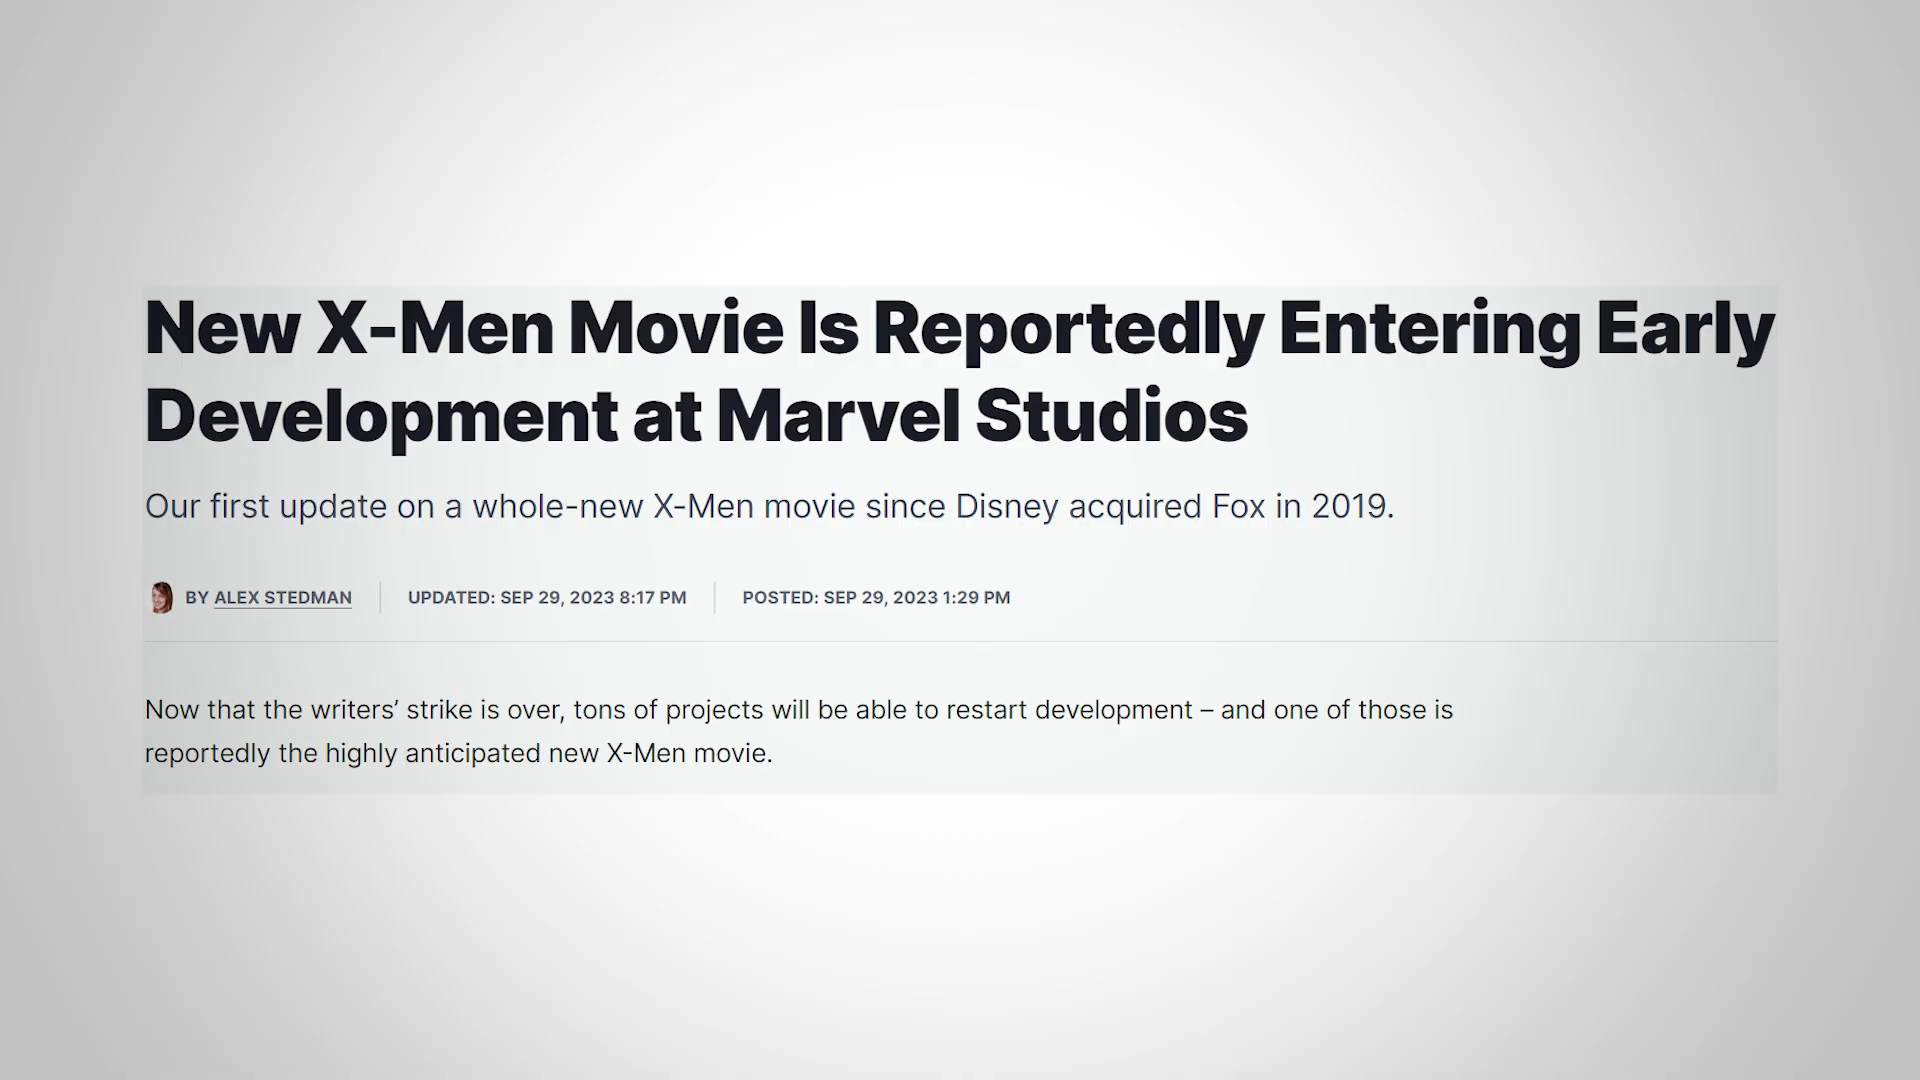 New X-Men Movie Is Reportedly Entering Early
Development at Marvel Studios
Our first update on a whole-new X-Men movie since Disney acquired Fox in 2019.
BY ALEX STEDMAN UPDATED: SEP 29, 2023 8:17 PM POSTED: SEP 29, 2023 1:29 PM
Now that the writers’ strike is over, tons of projects will be able to restart development – and one of those is
reportedly the highly anticipated new X-Men movie.